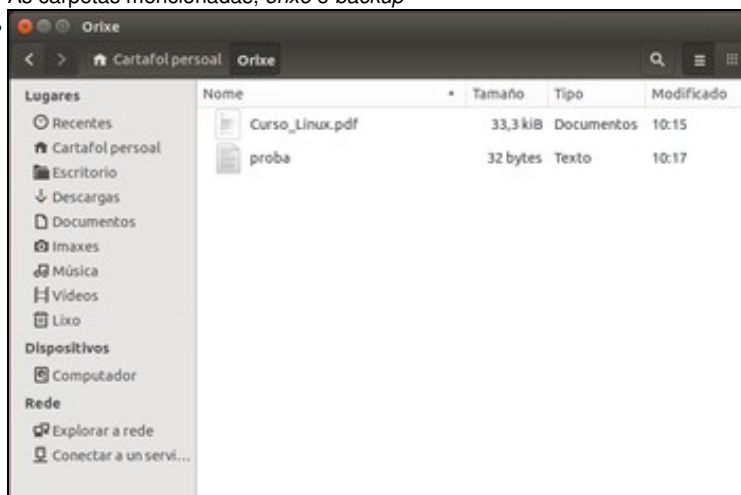 As carpetas mencionadas, orixe e backup
Orixe
Cartafol persoal Orixe
Lugares
Recentes
Cartafol persoal
Escritorio
Descargas
Documentos
Imaxes
Música
Vídeos
Lixo
Dispositivos
Computador
Rede
Explorar a rede
Conectar a un servi...
Nome Tamaño Tipo Modificado
Curso_Linux.pdf 33,3 kiB Documentos 10:15
proba 32 bytes Texto 10:17